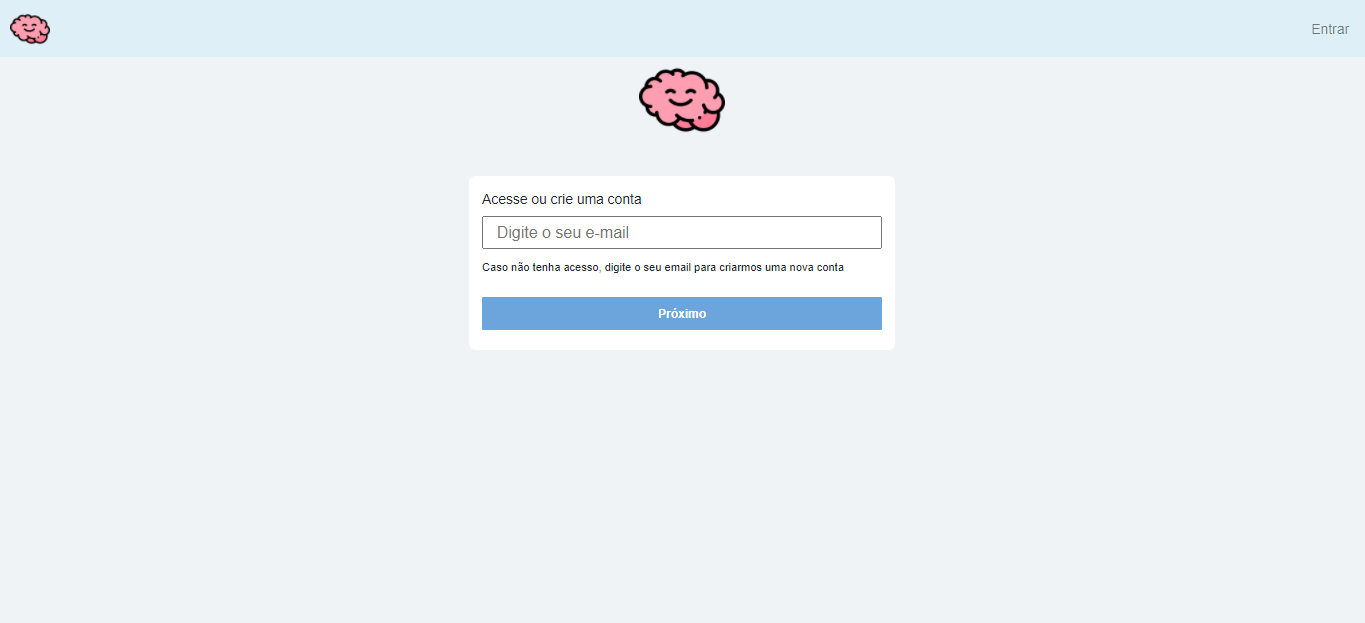 Entrar
Acesse ou crie uma conta
Digite o seu e-mail
Caso não tenha acesso, digite o seu email para criarmos uma nova conta
Próximo